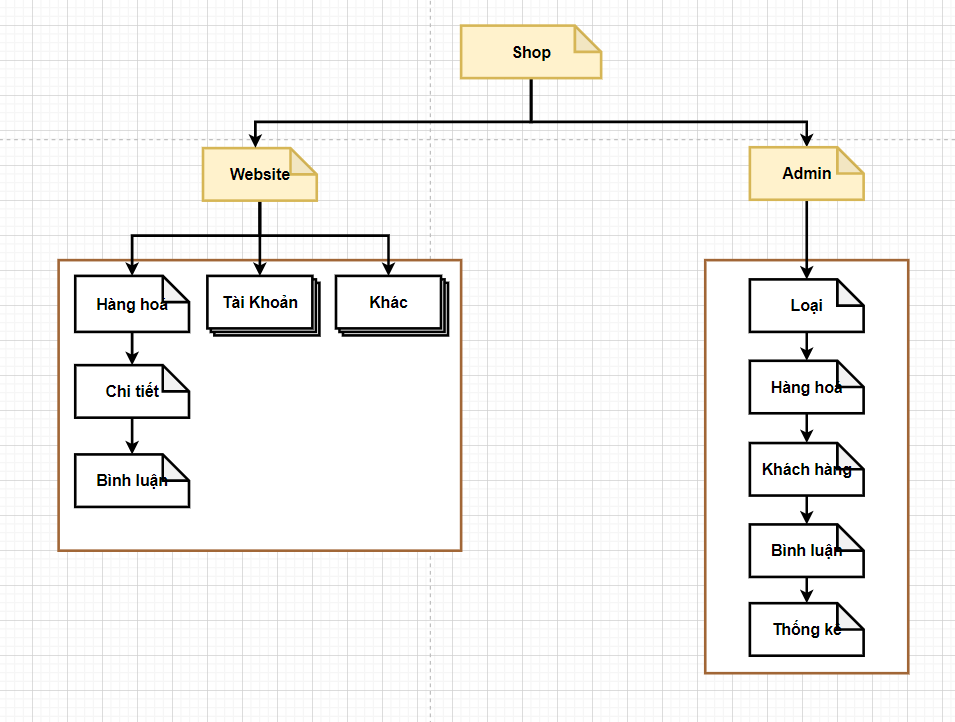 Shop
Website
Admin
Hàng hoá
Tài Khoản
Khác
Chi tiết
Bình luận
Loại
Hàng hoá
Khách hàng
Bình luận
Thống kê